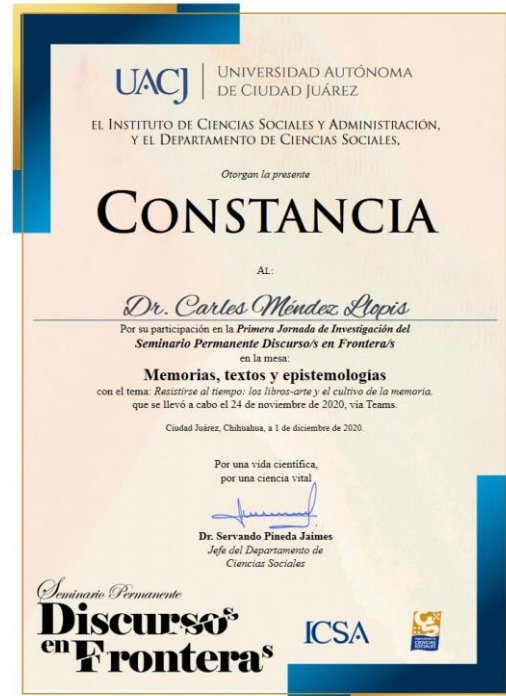 UACJ
UNIVERSIDAD AUTÓNOMA
DE CIUDAD JUÁREZ
EL INSTITUTO DE CIENCIAS SOCIALES Y ADMINISTRACIÓN,
Y EL DEPARTAMENTO DE CIENCIAS SOCIALES,
Otorgan la presente
CONSTANCIA
AL:
Dr. Carles Méndez Llopis
Por su participación en la Primera Jornada de Investigación del
Seminario Permanente Discurso/s en Frontera/s
en la mesa:
Memorias, textos y epistemologías
con el tema: Resistirse al tiempo: los libros-arte y el cultivo de la memoria.
que se llevó a cabo el 24 de noviembre de 2020, vía Teams.
Ciudad Juárez, Chihuahua, a 1 de diciembre de 2020.
Por una vida científica,
por una ciencia vital
Dr. Servando Pineda Jaimes
Jefe del Departamento de
Ciencias Sociales
Seminario Permanente
Discursos
en Fronteras
ICSA
CIENCIAS
SOCIALES